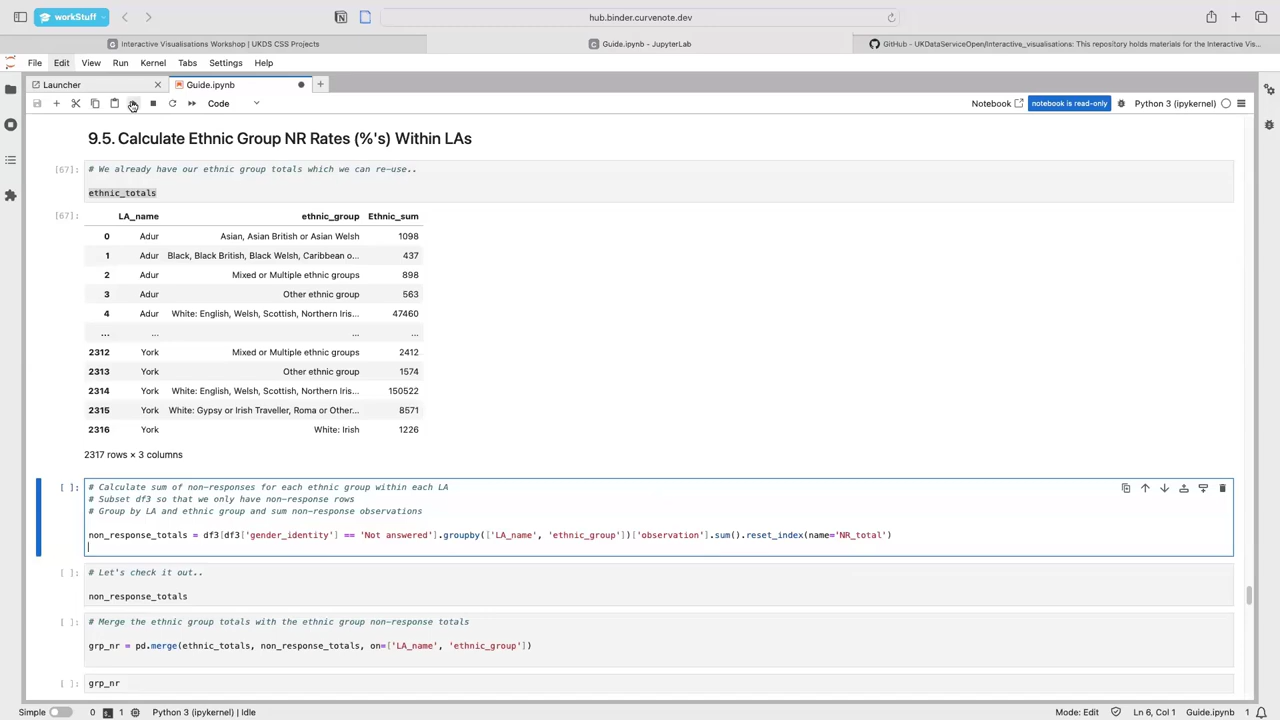 workStuff
hub.binder.curvenote.dev
Interactive Visualisations Workshop | UKDS CSS Projects
Guide.ipynb - JupyterLab
GitHub - UKDataServiceOpen/Interactive_visualisations: This repository holds materials for the Interactive Vis...
File Edit View Run Kernel Tabs Settings Help
Launcher
Guide.ipynb
Code
Notebook
notebook is read-only
Python 3 (ipykernel)
9.5. Calculate Ethnic Group NR Rates (%'s) Within LAs
[67]: # We already have our ethnic group totals which we can re-use..
ethnic_totals
[67]: LA_name ethnic_group Ethnic_sum
0 Adur Asian, Asian British or Asian Welsh 1098
1 Adur Black, Black British, Black Welsh, Caribbean o... 437
2 Adur Mixed or Multiple ethnic groups 898
3 Adur Other ethnic group 563
4 Adur White: English, Welsh, Scottish, Northern Iris... 47460
... ... ... ...
2312 York Mixed or Multiple ethnic groups 2412
2313 York Other ethnic group 1574
2314 York White: English, Welsh, Scottish, Northern Iris... 150522
2315 York White: Gypsy or Irish Traveller, Roma or Other... 8571
2316 York White: Irish 1226
2317 rows × 3 columns
[ ]: # Calculate sum of non-responses for each ethnic group within each LA
# Subset df3 so that we only have non-response rows
# Group by LA and ethnic group and sum non-response observations
non_response_totals = df3[df3['gender_identity'] == 'Not answered'].groupby(['LA_name', 'ethnic_group'])['observation'].sum().reset_index(name='NR_total')
[ ]: # Let's check it out..
non_response_totals
[ ]: # Merge the ethnic group totals with the ethnic group non-response totals
grp_nr = pd.merge(ethnic_totals, non_response_totals, on=['LA_name', 'ethnic_group'])
[ ]: grp_nr
Simple 0 1 Python 3 (ipykernel) | Idle
Mode: Edit Ln 6, Col 1 Guide.ipynb 1